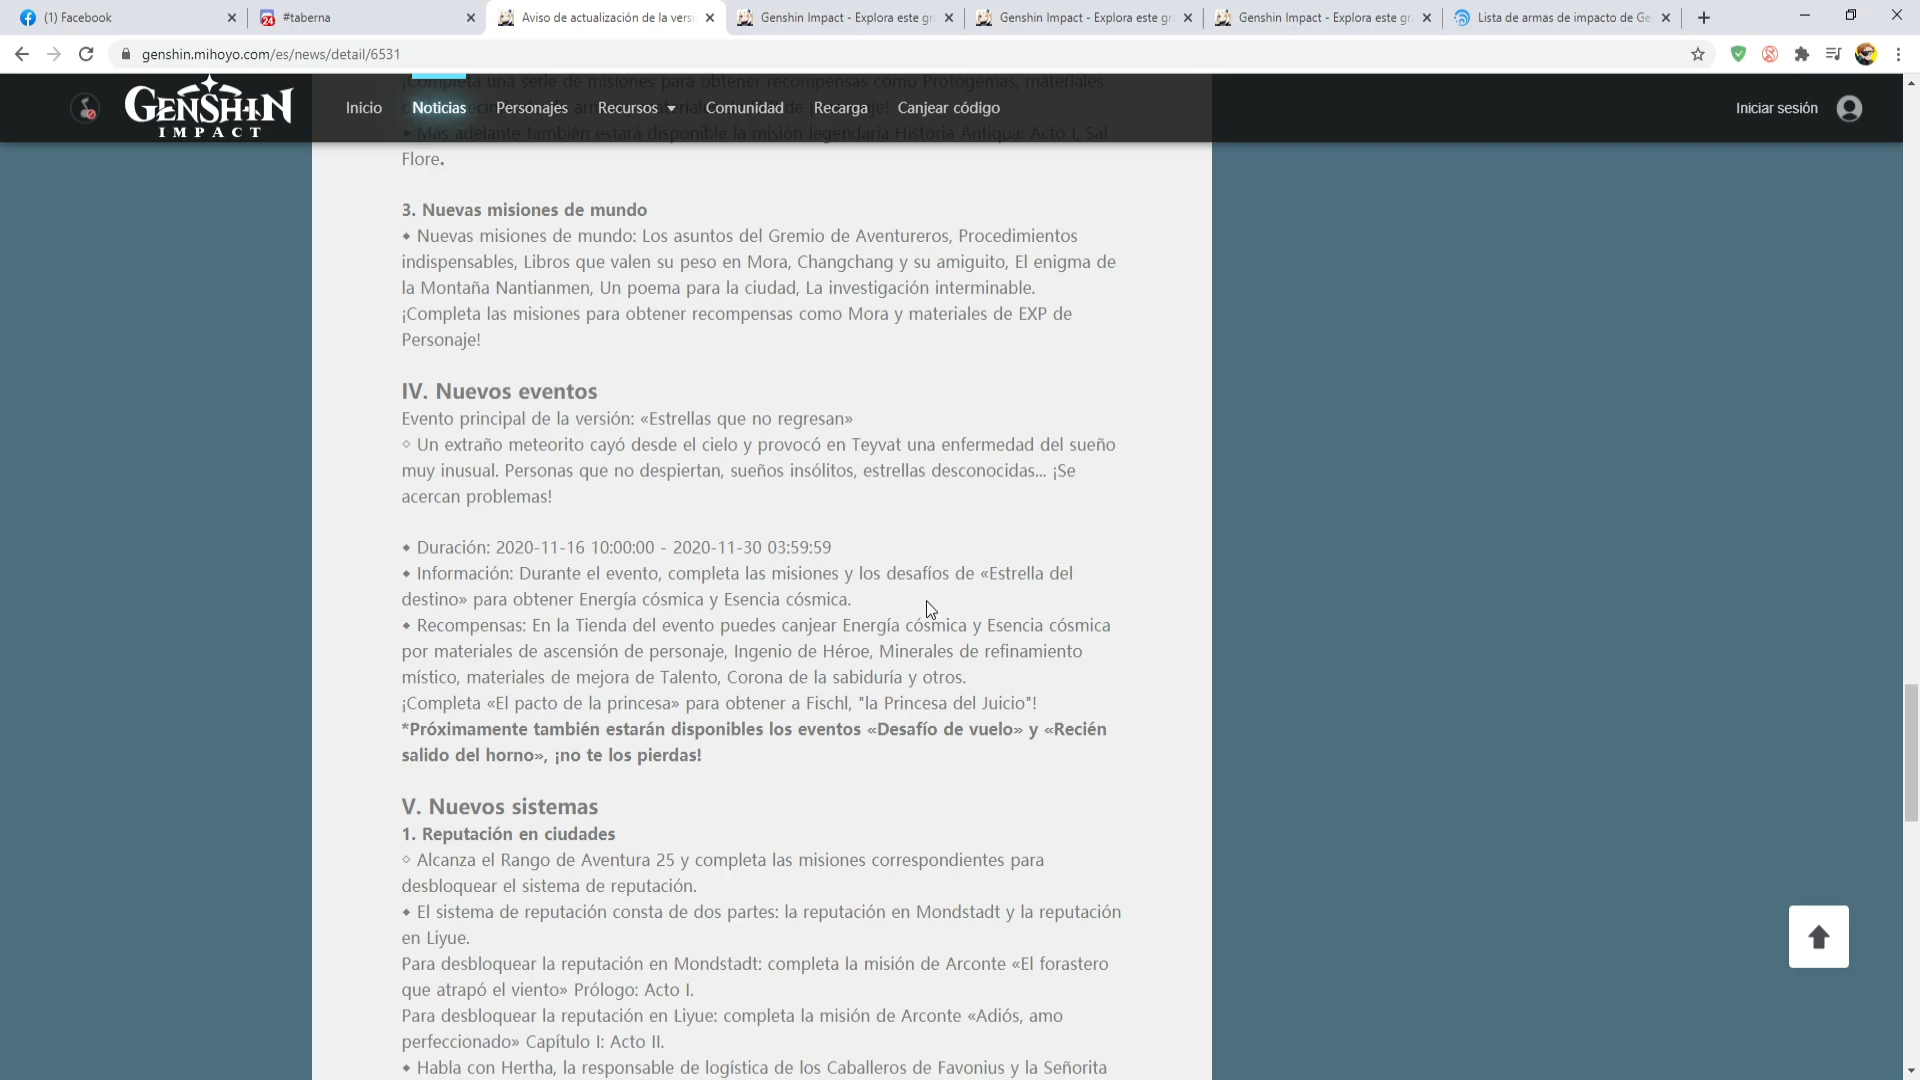 (1) Facebook
#taberna
Aviso de actualización de la versi
Genshin Impact - Explora este gr
Genshin Impact - Explora este gr
Genshin Impact - Explora este gr
Lista de armas de impacto de Ge
genshin.mihoyo.com/es/news/detail/6531
¡Completa una serie de misiones para obtener recompensas como Protogemas, materiales
GENSHIN
IMPACT
Inicio
Noticias
Personajes
Recursos
Comunidad
Recarga
Canjear código
Iniciar sesión
◆ Más adelante también estará disponible la misión legendaria Historia Antiqua: Acto I, Sal
Flore.
3. Nuevas misiones de mundo
◆ Nuevas misiones de mundo: Los asuntos del Gremio de Aventureros, Procedimientos
indispensables, Libros que valen su peso en Mora, Changchang y su amiguito, El enigma de
la Montaña Nantianmen, Un poema para la ciudad, La investigación interminable.
¡Completa las misiones para obtener recompensas como Mora y materiales de EXP de
Personaje!
IV. Nuevos eventos
Evento principal de la versión: «Estrellas que no regresan»
◇ Un extraño meteorito cayó desde el cielo y provocó en Teyvat una enfermedad del sueño
muy inusual. Personas que no despiertan, sueños insólitos, estrellas desconocidas... ¡Se
acercan problemas!
◆ Duración: 2020-11-16 10:00:00 - 2020-11-30 03:59:59
◆ Información: Durante el evento, completa las misiones y los desafíos de «Estrella del
destino» para obtener Energía cósmica y Esencia cósmica.
◆ Recompensas: En la Tienda del evento puedes canjear Energía cósmica y Esencia cósmica
por materiales de ascensión de personaje, Ingenio de Héroe, Minerales de refinamiento
místico, materiales de mejora de Talento, Corona de la sabiduría y otros.
¡Completa «El pacto de la princesa» para obtener a Fischl, "la Princesa del Juicio"!
*Próximamente también estarán disponibles los eventos «Desafío de vuelo» y «Recién
salido del horno», ¡no te los pierdas!
V. Nuevos sistemas
1. Reputación en ciudades
◇ Alcanza el Rango de Aventura 25 y completa las misiones correspondientes para
desbloquear el sistema de reputación.
◆ El sistema de reputación consta de dos partes: la reputación en Mondstadt y la reputación
en Liyue.
Para desbloquear la reputación en Mondstadt: completa la misión de Arconte «El forastero
que atrapó el viento» Prólogo: Acto I.
Para desbloquear la reputación en Liyue: completa la misión de Arconte «Adiós, amo
perfeccionado» Capítulo I: Acto II.
◆ Habla con Hertha, la responsable de logística de los Caballeros de Favonius y la Señorita